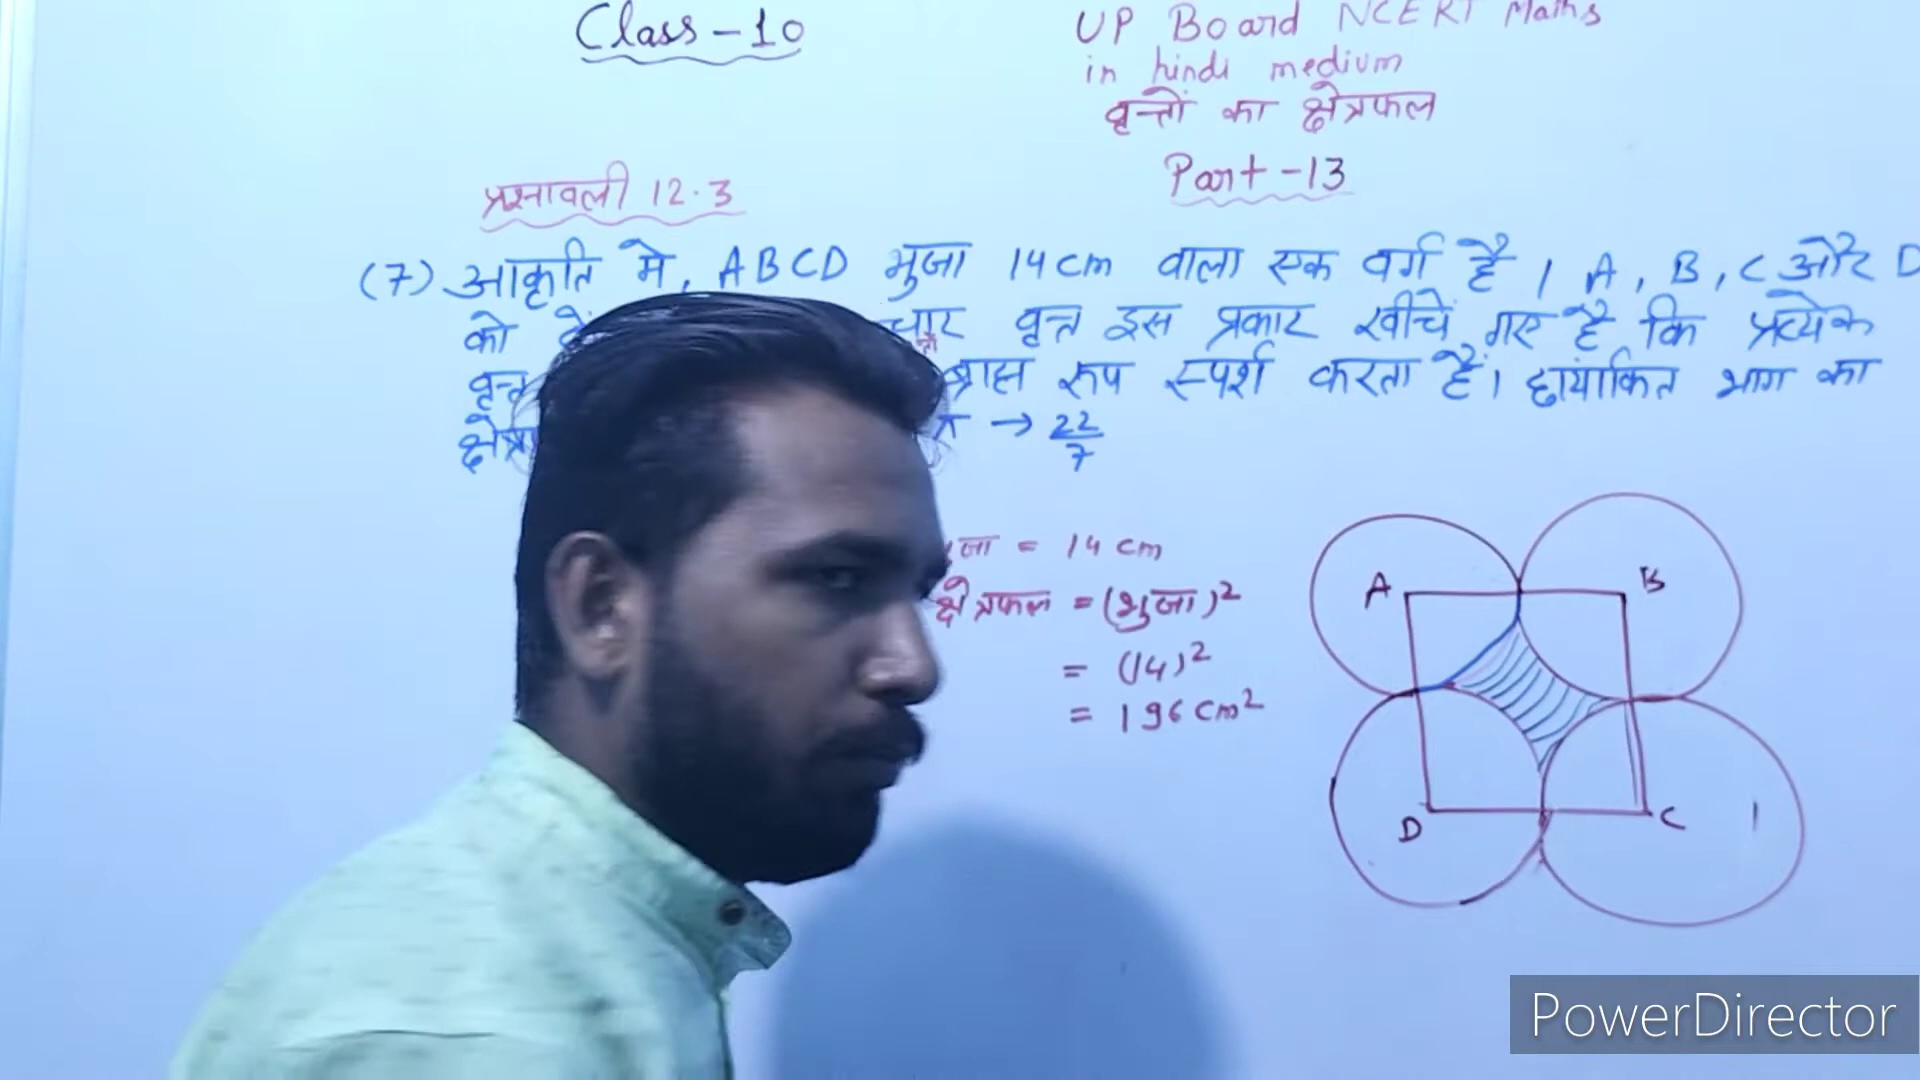 Class-10
UP Board NCERT Maths
in hindi medium
वृत्तों का क्षेत्रफल
Part-13
प्रश्नावली 12.3
(7) आकृति मे, ABCD भुजा 14cm वाला एक वर्ग है । A, B, C और D
को चार वृत्त इस प्रकार खींचें गए है कि प्रत्येक
वृत्त रूप स्पर्श करता हैं। छायांकित भाग का
→ 22/7
= 14 cm
क्षेत्रफल = (भुजा)²
= (14)²
= 196 cm²
A
B
D
C
PowerDirector